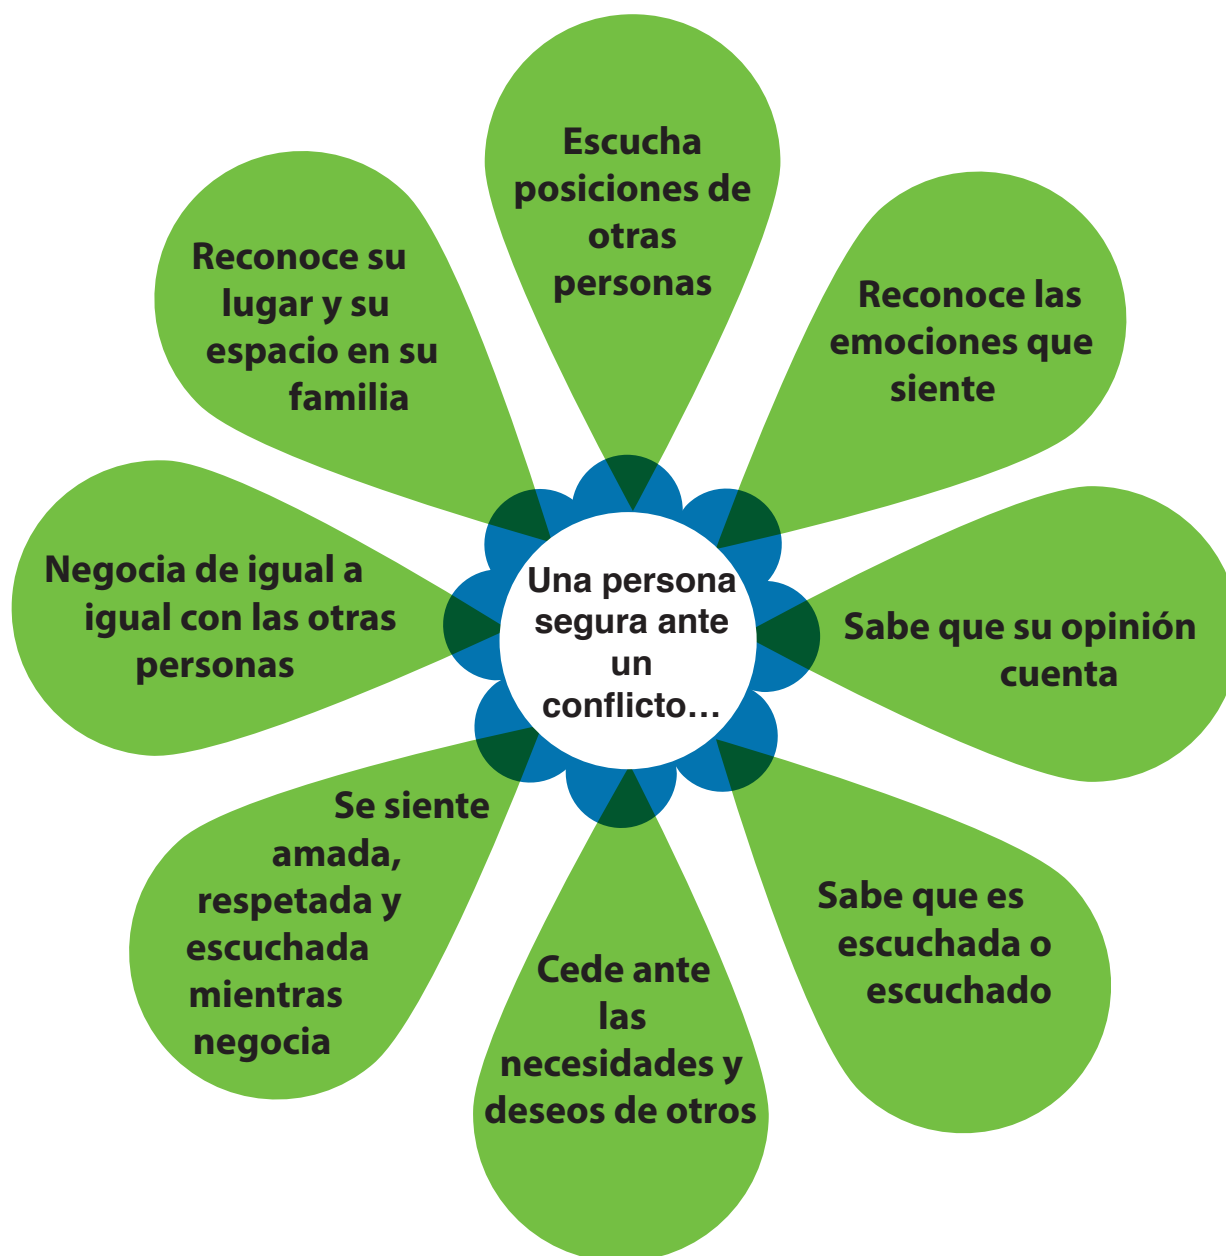 Escucha
posiciones de
otras
personas
Reconoce las
emociones que
siente
Sabe que su opinión
cuenta
Sabe que es
escuchada o
escuchado
Cede ante
las
necesidades y
deseos de otros
Se siente
amada,
respetada y
escuchada
mientras
negocia
Negocia de igual a
igual con las otras
personas
Reconoce su
lugar y su
espacio en su
familia
Una persona
segura ante
un
conflicto…